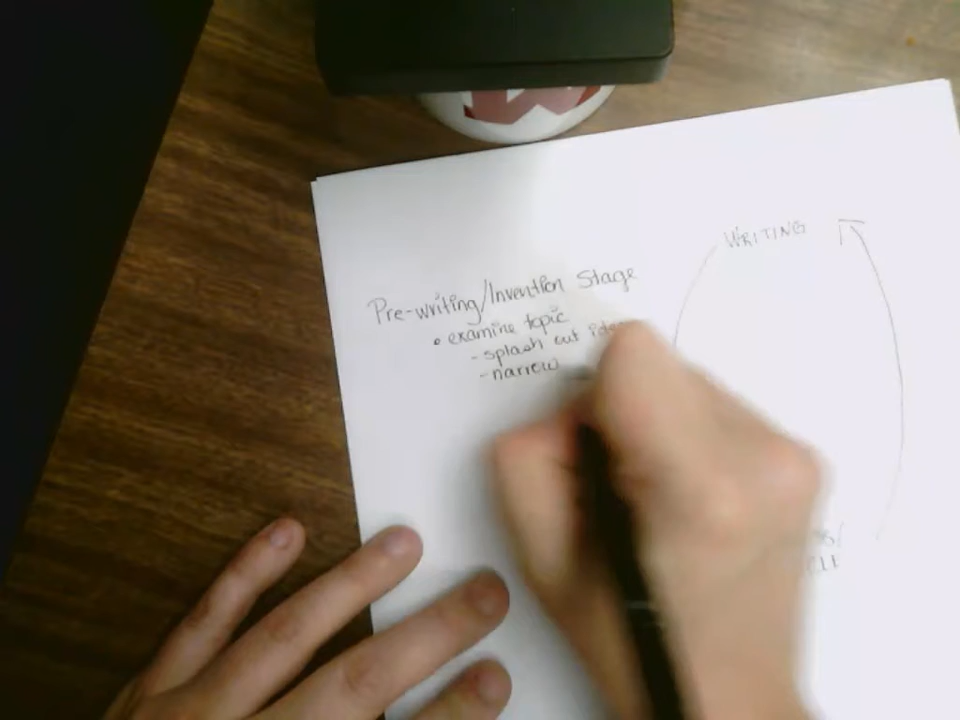 WRITING
Pre-writing/Invention Stage
• examine topic
- splash out
- narrow